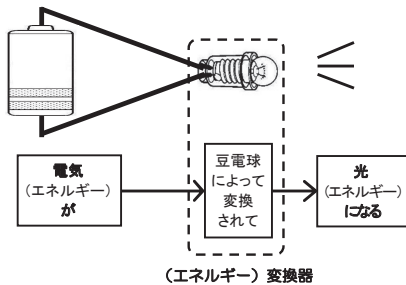 電気
(エネルギー)
が
豆電球
によって
変換
されて
光
(エネルギー)
になる
(エネルギー)変換器